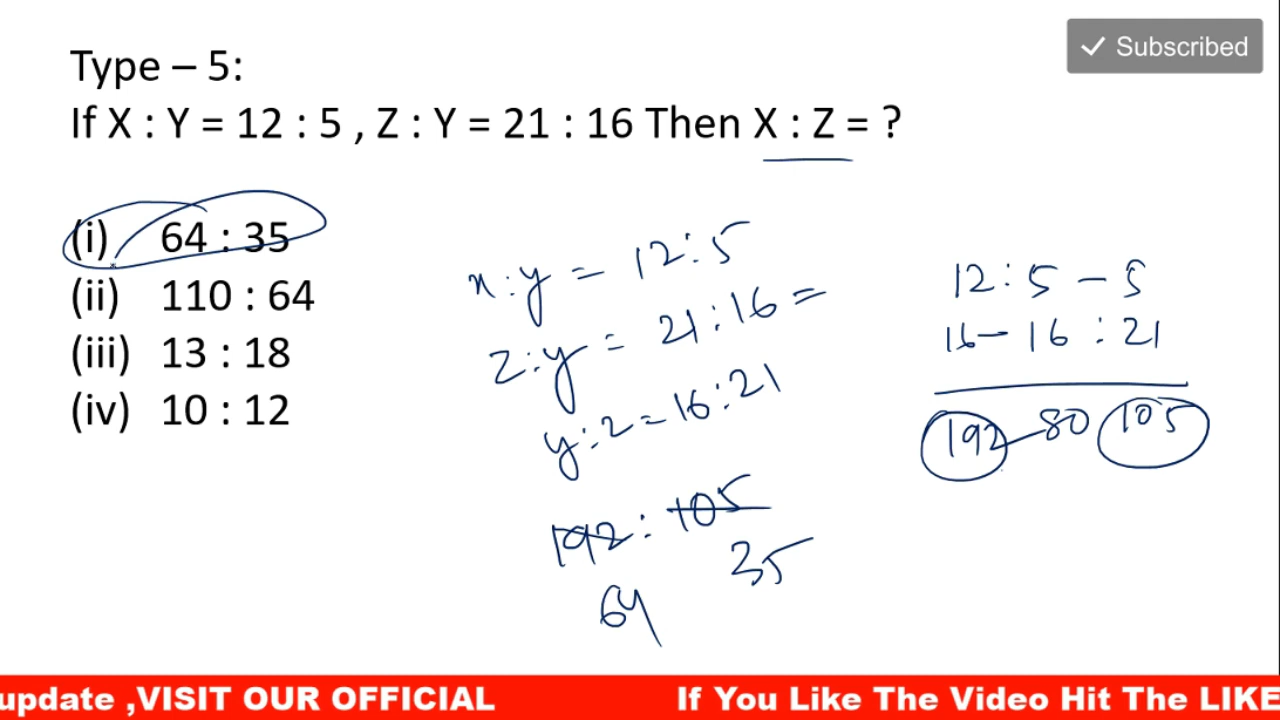 Subscribed
Type – 5:
If X : Y = 12 : 5 , Z : Y = 21 : 16 Then X : Z = ?
(i) 64 : 35
(ii) 110 : 64
(iii) 13 : 18
(iv) 10 : 12
x : y = 12 : 5
z : y = 21 : 16 =
y : z = 16 : 21
192 : 105
35
64
12 : 5 – 5
16 – 16 : 21
192 – 80 105
update ,VISIT OUR OFFICIAL If You Like The Video Hit The LIKE